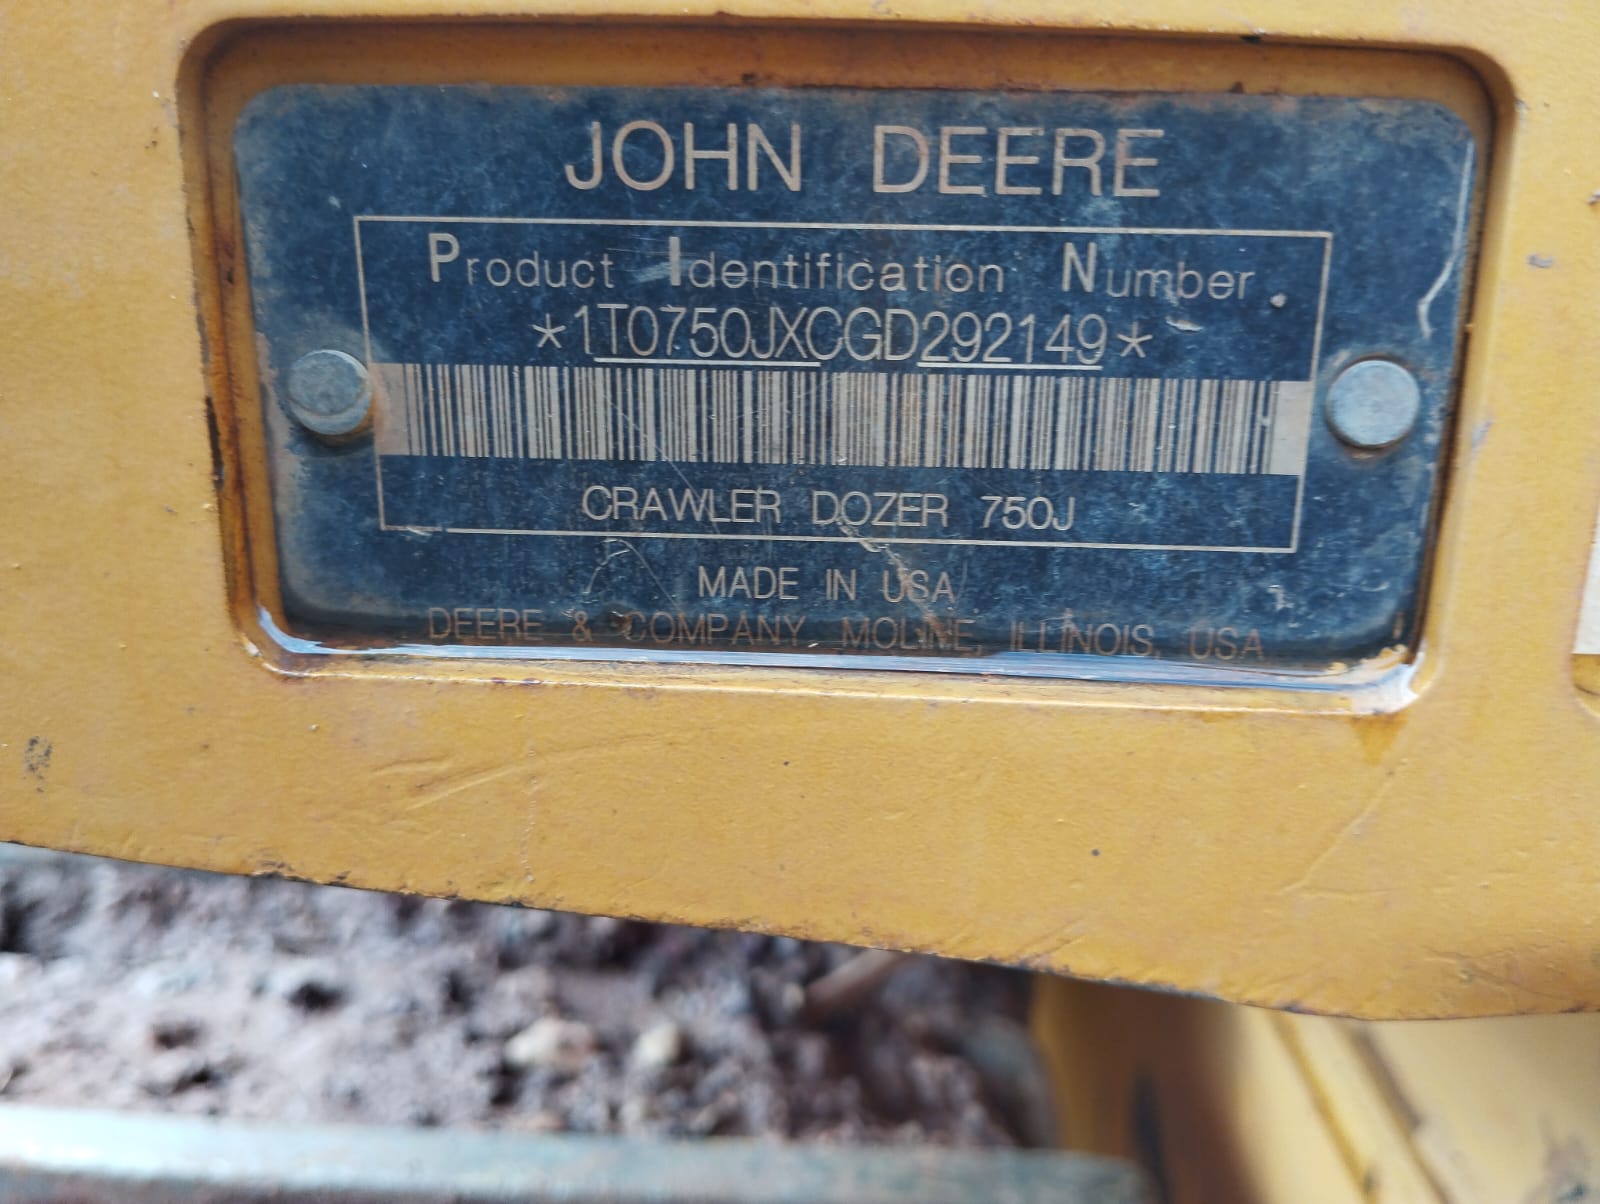 JOHN DEERE
Product Identification Number
*1T0750JXCGD292149*
CRAWLER DOZER 750J
MADE IN USA
DEERE & COMPANY, MOLINE, ILLINOIS, USA